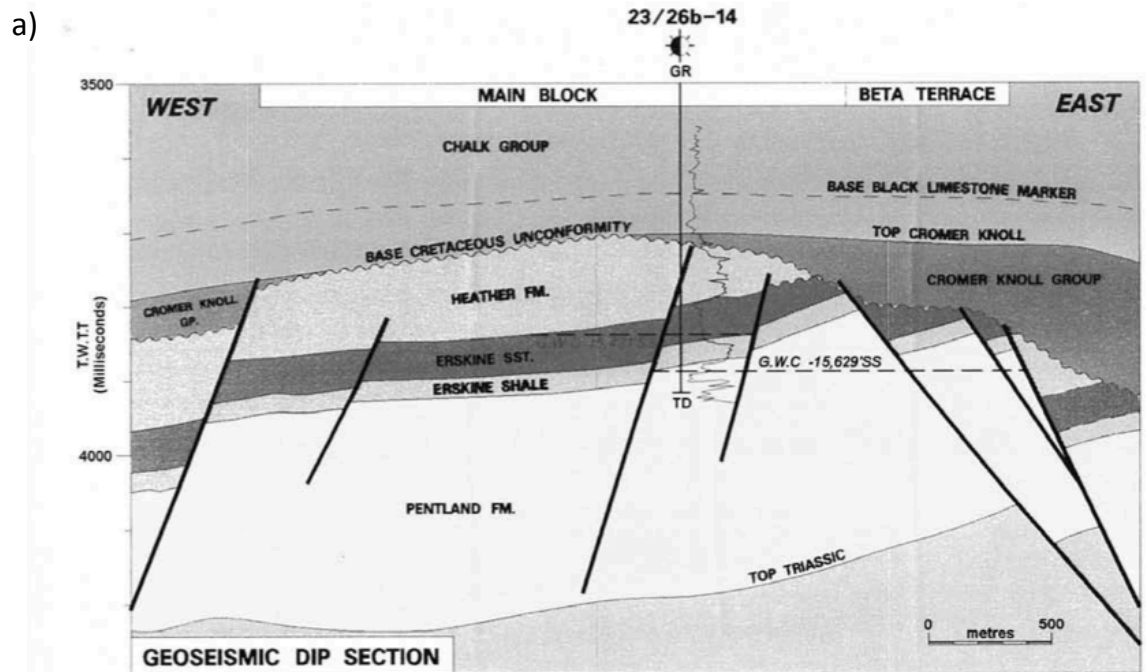 a)
23/26b-14
GR
3500
WEST
MAIN BLOCK
BETA TERRACE
EAST
CHALK GROUP
BASE BLACK LIMESTONE MARKER
BASE CRETACEOUS UNCONFORMITY
TOP CROMER KNOLL
CROMER KNOLL GROUP
CROMER KNOLL
GP.
HEATHER FM.
T.W.T.T
(Milliseconds)
ERSKINE SST.
G.W.C -15,629'SS
ERSKINE SHALE
TD
4000
PENTLAND FM.
TOP TRIASSIC
0
500
metres
GEOSEISMIC DIP SECTION